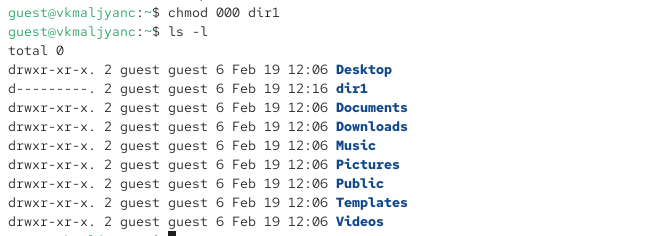 guest@vkmaljyanc:~$ chmod 000 dir1
guest@vkmaljyanc:~$ ls -l
total 0
drwxr-xr-x. 2 guest guest 6 Feb 19 12:06 Desktop
d---------. 2 guest guest 6 Feb 19 12:16 dir1
drwxr-xr-x. 2 guest guest 6 Feb 19 12:06 Documents
drwxr-xr-x. 2 guest guest 6 Feb 19 12:06 Downloads
drwxr-xr-x. 2 guest guest 6 Feb 19 12:06 Music
drwxr-xr-x. 2 guest guest 6 Feb 19 12:06 Pictures
drwxr-xr-x. 2 guest guest 6 Feb 19 12:06 Public
drwxr-xr-x. 2 guest guest 6 Feb 19 12:06 Templates
drwxr-xr-x. 2 guest guest 6 Feb 19 12:06 Videos